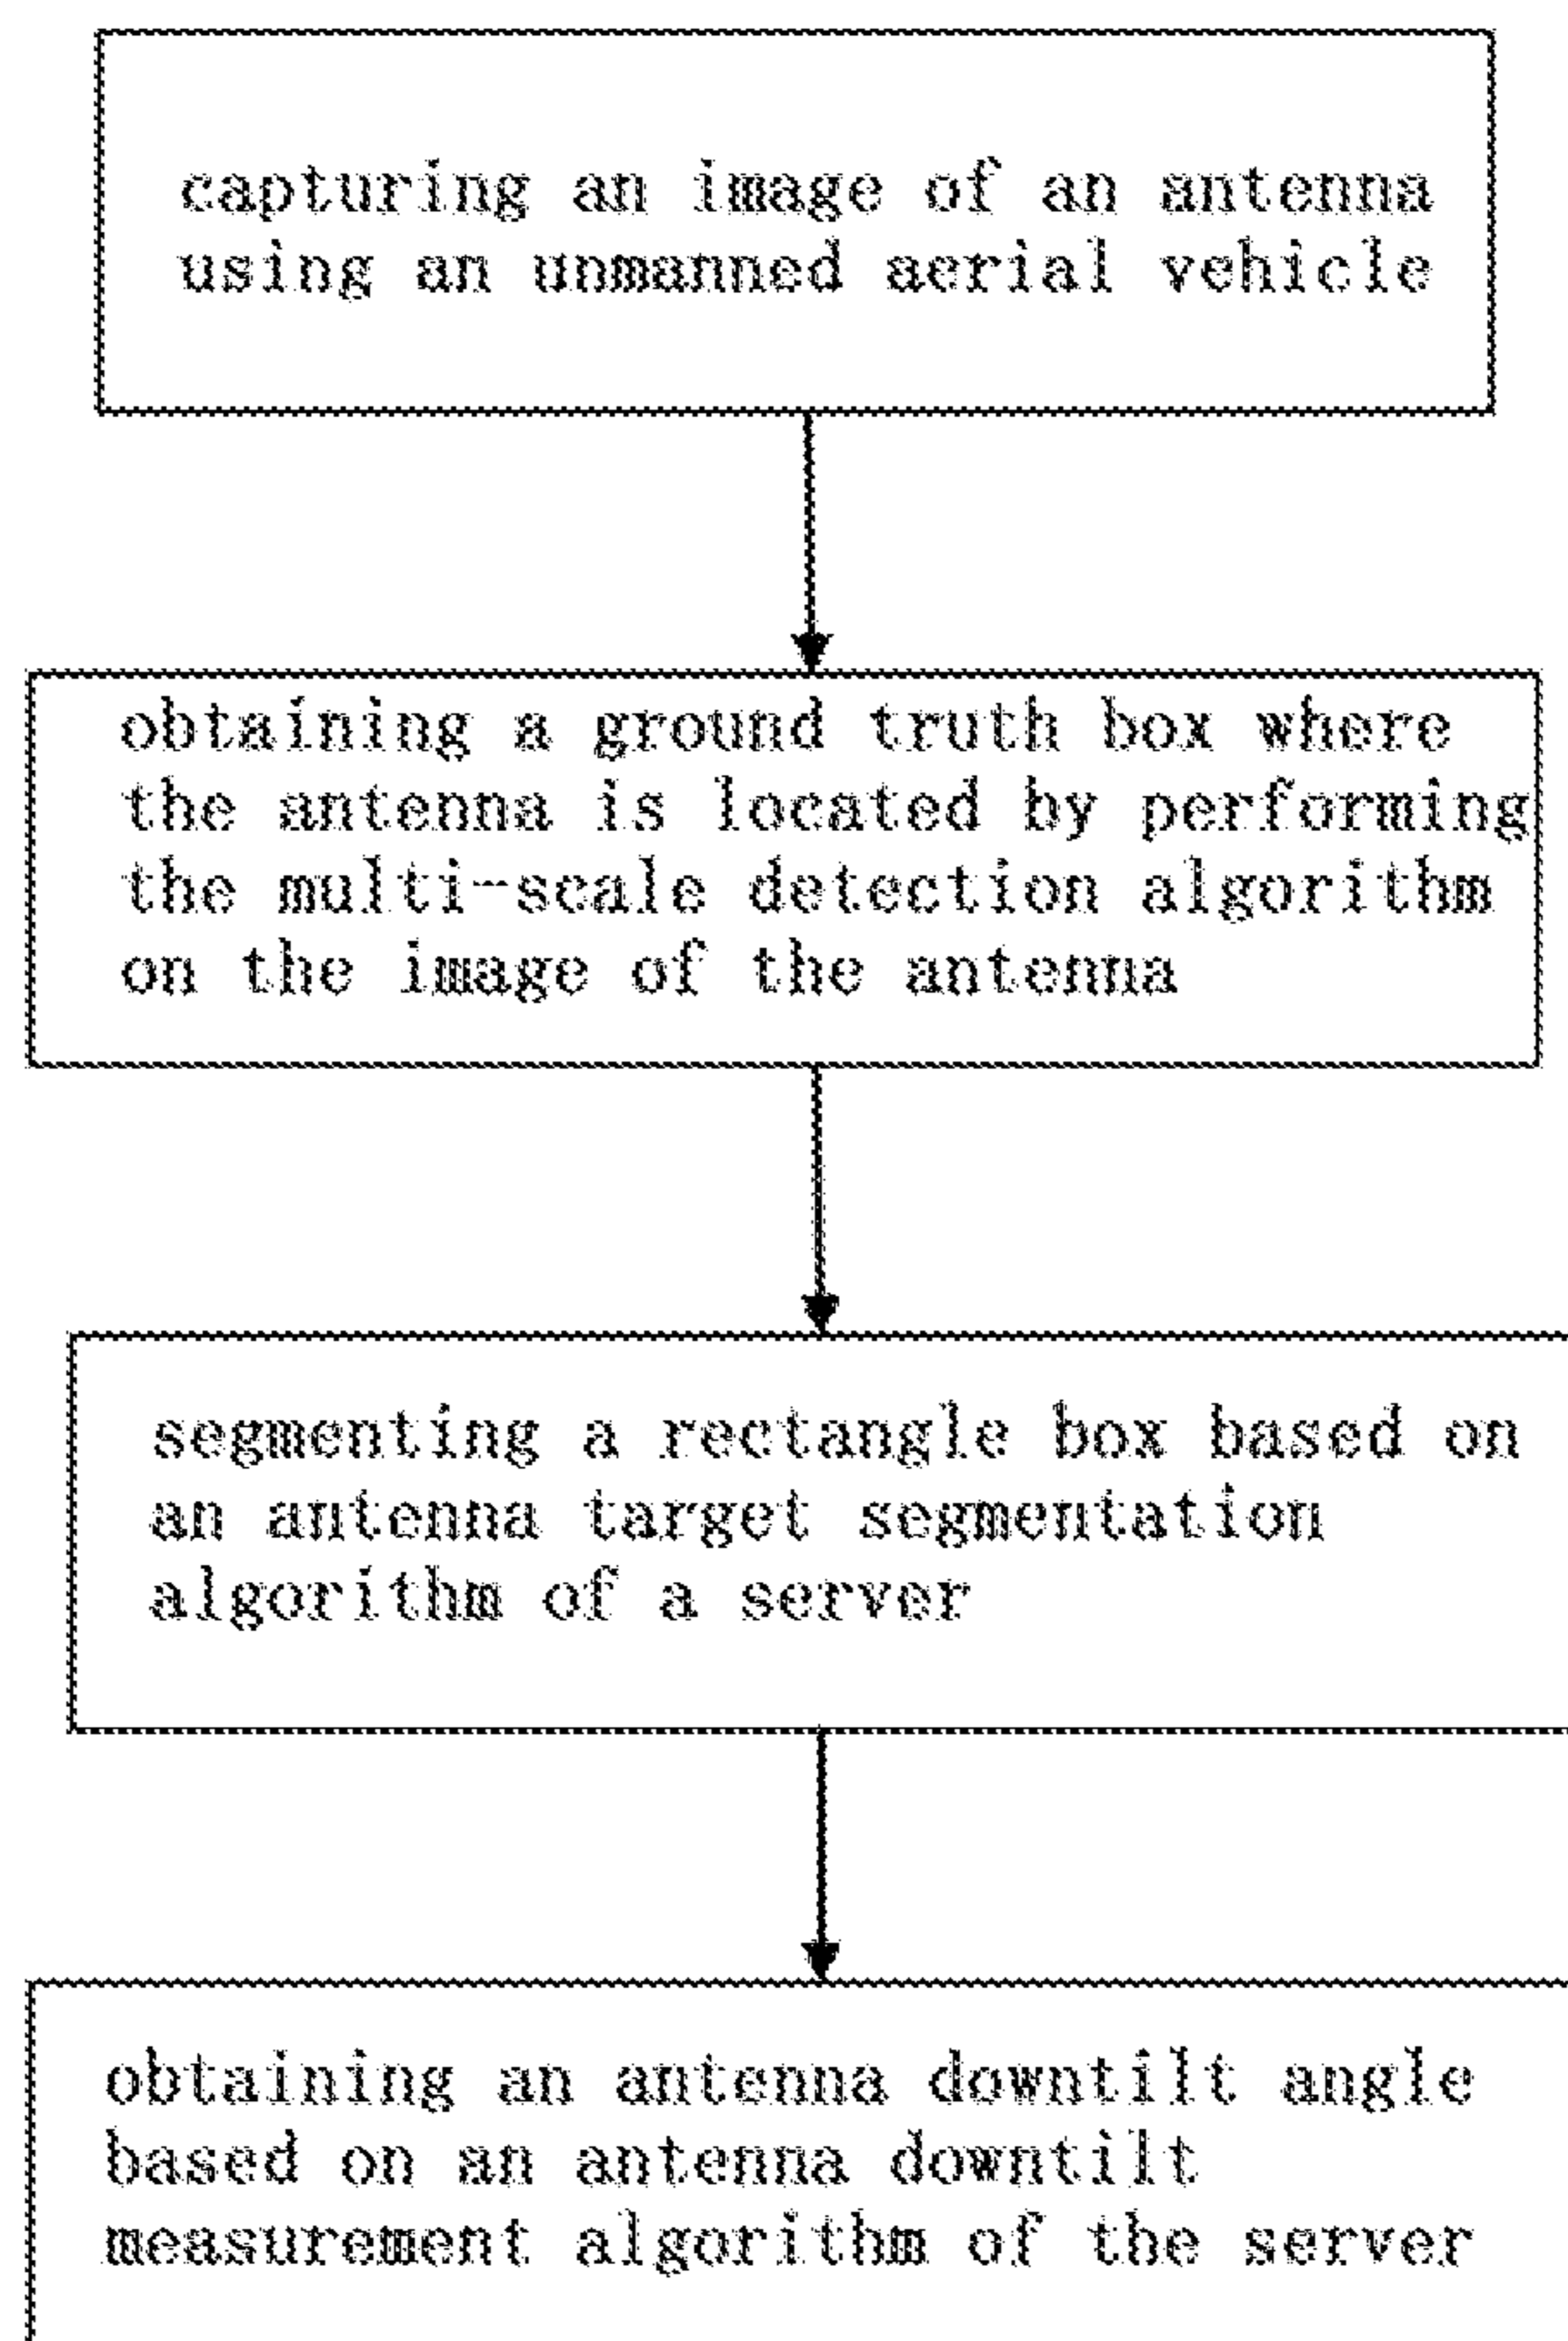 capturing an image of an antenna
using an unmanned aerial vehicle
obtaining a ground truth box where
the antenna is located by performing
the multi-scale detection algorithm
on the image of the antenna
segmenting a rectangle box based on
an antenna target segmentation
algorithm of a server
obtaining an antenna downtilt angle
based on an antenna downtilt
measurement algorithm of the server